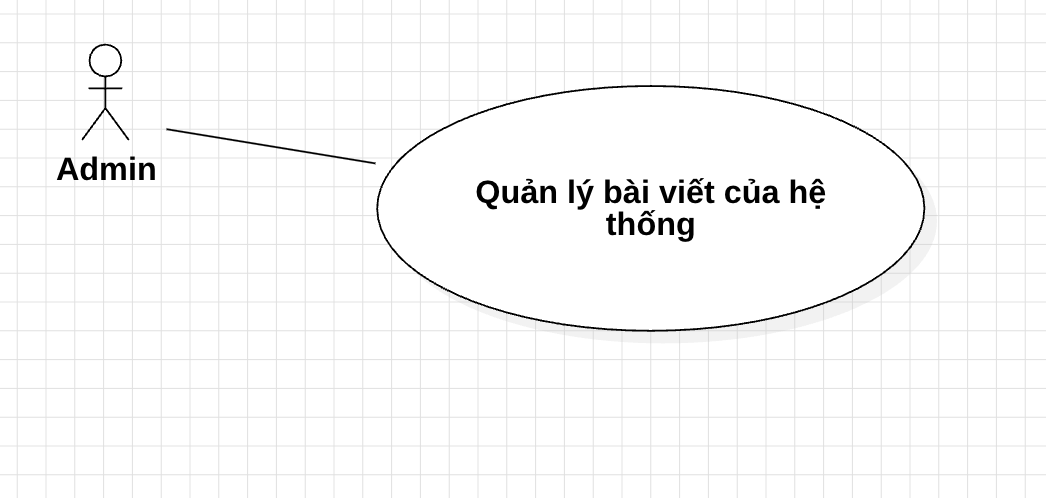 Admin
Quản lý bài viết của hệ
thống